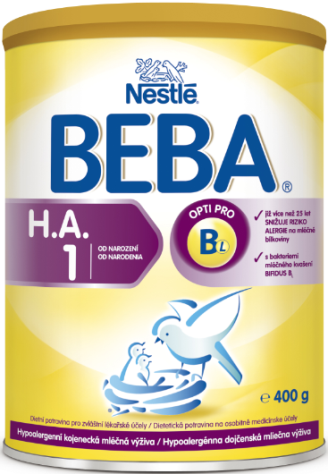 Nestlé
BEBA®
H.A.
1
OD NAROZENÍ
OD NARODENIA
OPTI PRO
BL
již více než 25 let
SNIŽUJE RIZIKO
ALERGIE na mléčné
bílkoviny
s bakteriemi
mléčného kvašení
BIFIDUS BL
℮ 400 g
Dietní potravina pro zvláštní lékařské účely / Dietetická potravina na osobitné medicínske účely
Hypoalergenní kojenecká mléčná výživa / Hypoalergénna dojčenská mliečna výživa